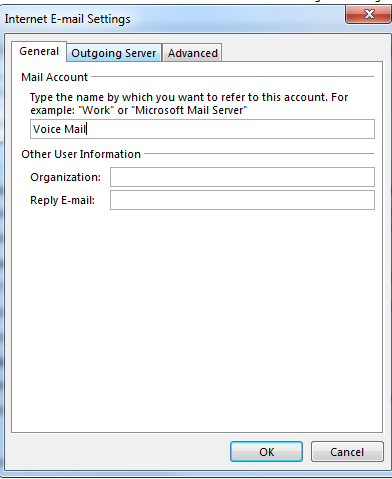 Internet E-mail Settings
General Outgoing Server Advanced
Mail Account
Type the name by which you want to refer to this account. For
example: "Work" or "Microsoft Mail Server"
Voice Mail
Other User Information
Organization:
Reply E-mail:
OK Cancel